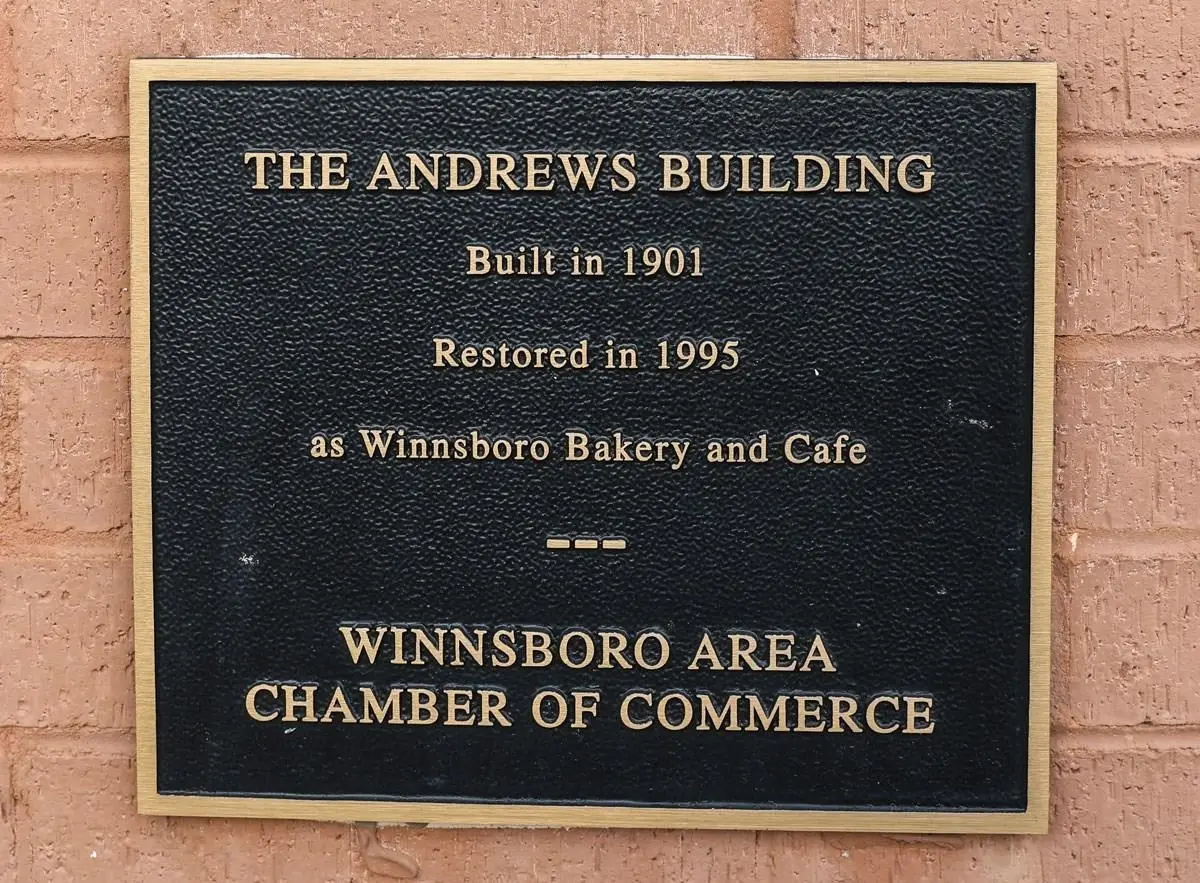 THE ANDREWS BUILDING
Built in 1901
Restored in 1995
as Winnsboro Bakery and Cafe
---
WINNSBORO AREA
CHAMBER OF COMMERCE